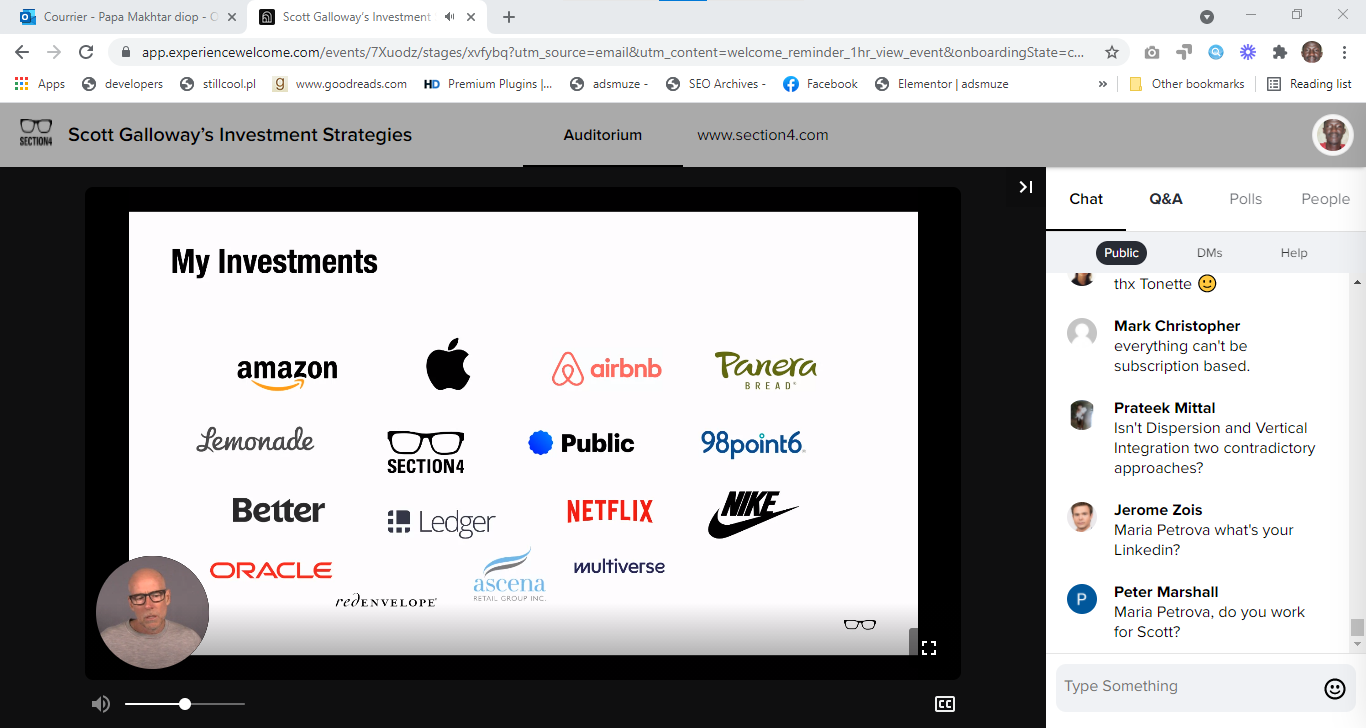 Courrier - Papa Makhtar diop - O
Scott Galloway's Investment
app.experiencewelcome.com/events/7Xuodz/stages/xvfybq?utm_source=email&utm_content=welcome_reminder_1hr_view_event&onboardingState=c...
Apps
developers
stillcool.pl
g
www.goodreads.com
HD
Premium Plugins |...
adsmuze -
SEO Archives -
Facebook
Elementor | adsmuze
»
Other bookmarks
Reading list
SECTION4
Scott Galloway’s Investment Strategies
Auditorium
www.section4.com
My Investments
amazon
airbnb
Panera
BREAD®
Lemonade
SECTION4
Public
98point6
Better
Ledger
NETFLIX
NIKE
ORACLE
redENVELOPE
ascena
RETAIL GROUP INC.
multiverse
CC
Chat
Q&A
Polls
People
Public
DMs
Help
thx Tonette 🙂
Mark Christopher
everything can't be
subscription based.
Prateek Mittal
Isn't Dispersion and Vertical
Integration two contradictory
approaches?
Jerome Zois
Maria Petrova what's your
Linkedin?
P
Peter Marshall
Maria Petrova, do you work
for Scott?
Type Something